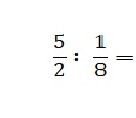 5/2 : 1/8 =